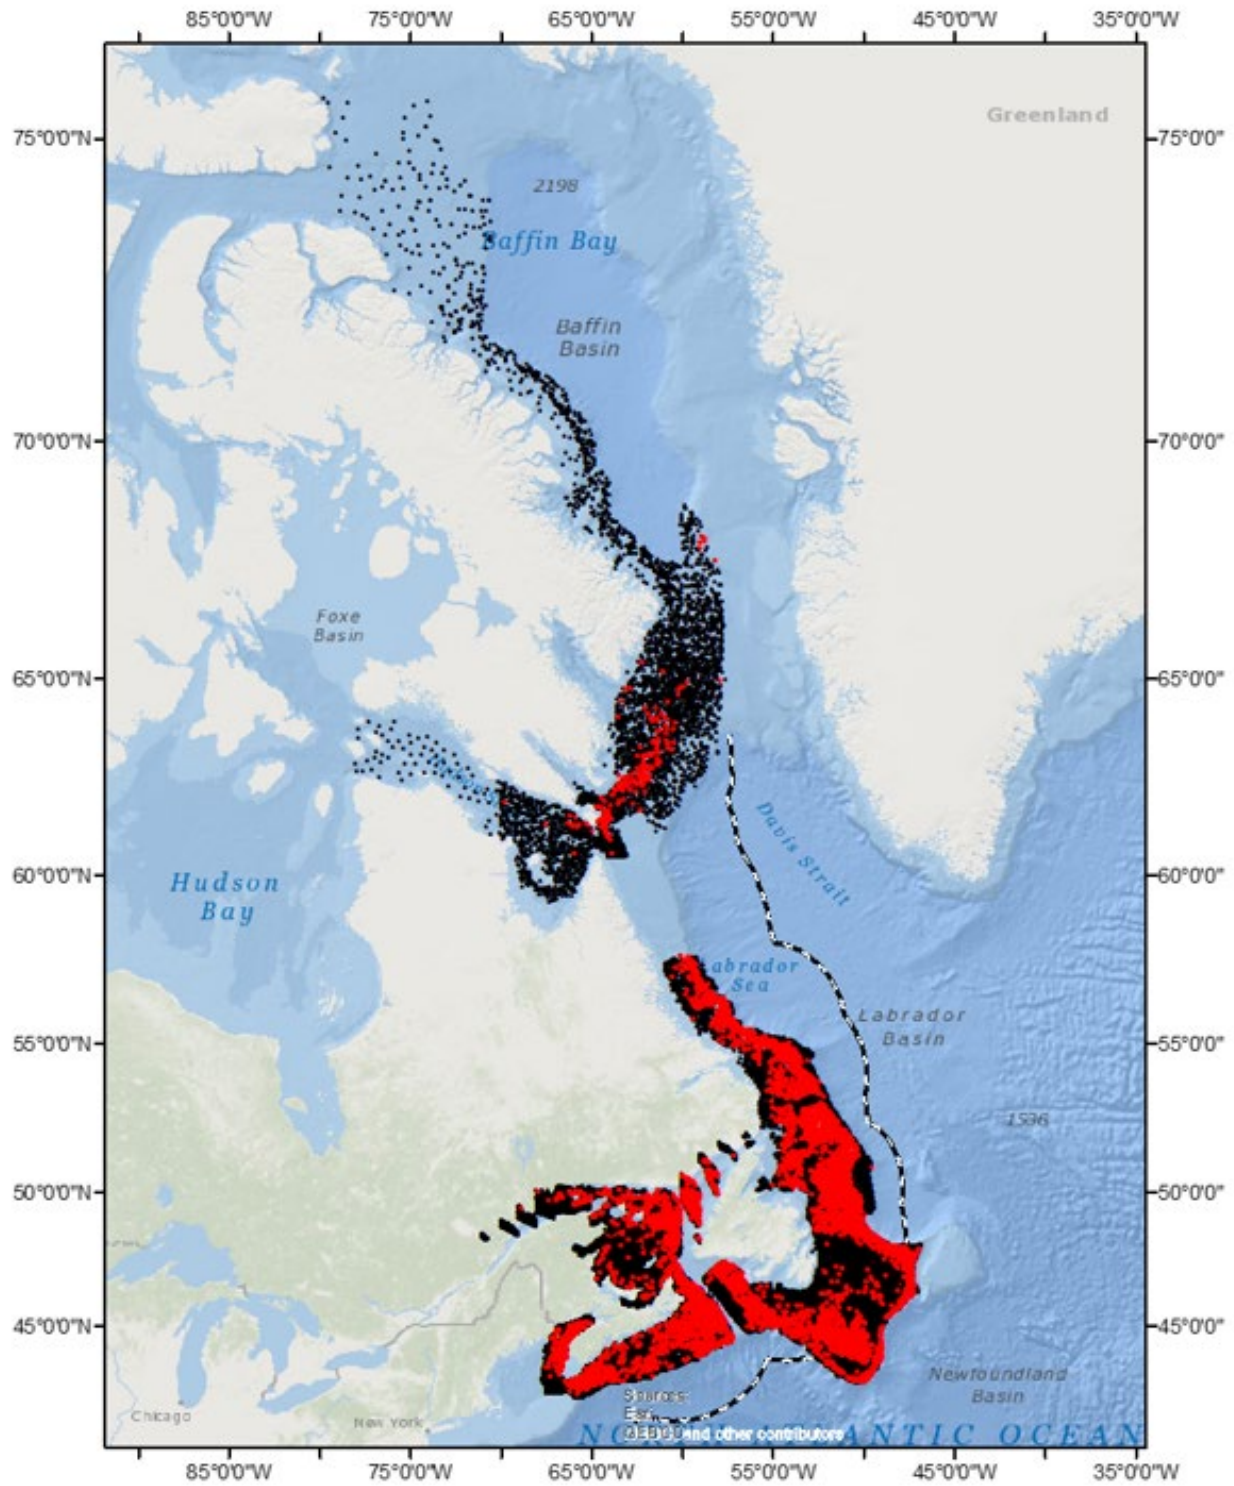 85°0'0"W 75°0'0"W 65°0'0"W 55°0'0"W 45°0'0"W 35°0'0"W
Greenland
75°0'0"N 75°0'0"
2198
Baffin Bay
Baffin
Basin
70°0'0"N 70°0'0"
Foxe
Basin
65°0'0"N 65°0'0"
Davis Strait
60°0'0"N 60°0'0"
Hudson
Bay
abrador
Sea
Labrador
Basin
55°0'0"N 55°0'0"
50°0'0"N 50°0'0"
45°0'0"N 45°0'0"
Newfoundland
Basin
Sources:
Chicago
New York
and other contributors
ATLANTIC OCEAN
85°0'0"W 75°0'0"W 65°0'0"W 55°0'0"W 45°0'0"W 35°0'0"W